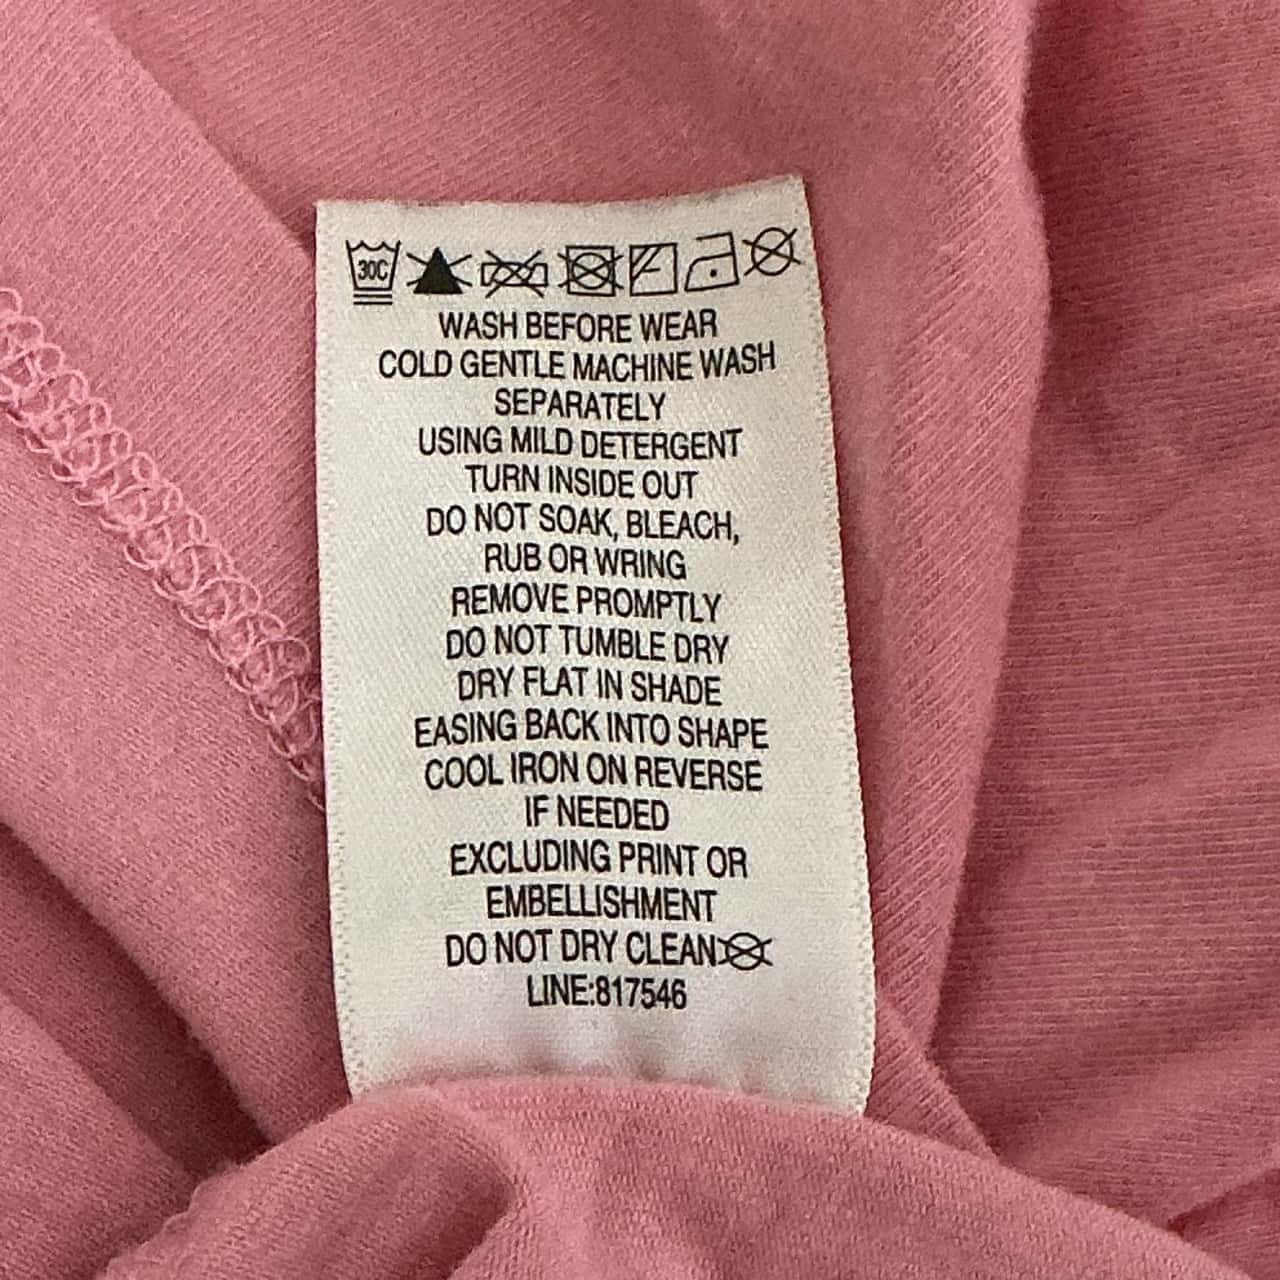 30C
WASH BEFORE WEAR
COLD GENTLE MACHINE WASH
SEPARATELY
USING MILD DETERGENT
TURN INSIDE OUT
DO NOT SOAK, BLEACH,
RUB OR WRING
REMOVE PROMPTLY
DO NOT TUMBLE DRY
DRY FLAT IN SHADE
EASING BACK INTO SHAPE
COOL IRON ON REVERSE
IF NEEDED
EXCLUDING PRINT OR
EMBELLISHMENT
DO NOT DRY CLEAN
LINE:817546